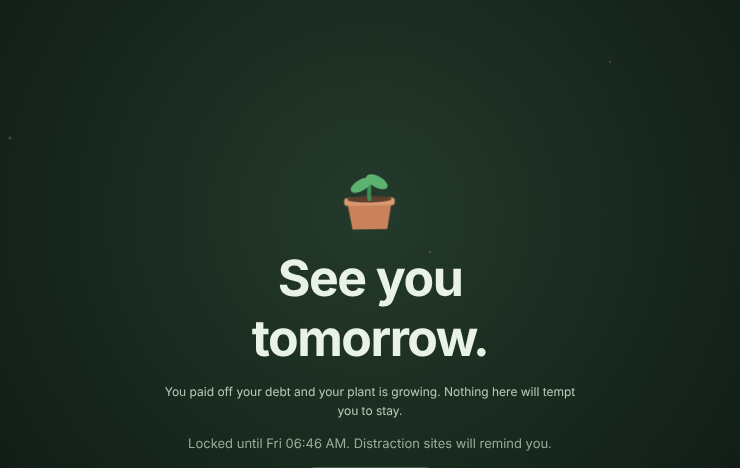 See you
tomorrow.
You paid off your debt and your plant is growing. Nothing here will tempt
you to stay.
Locked until Fri 06:46 AM. Distraction sites will remind you.